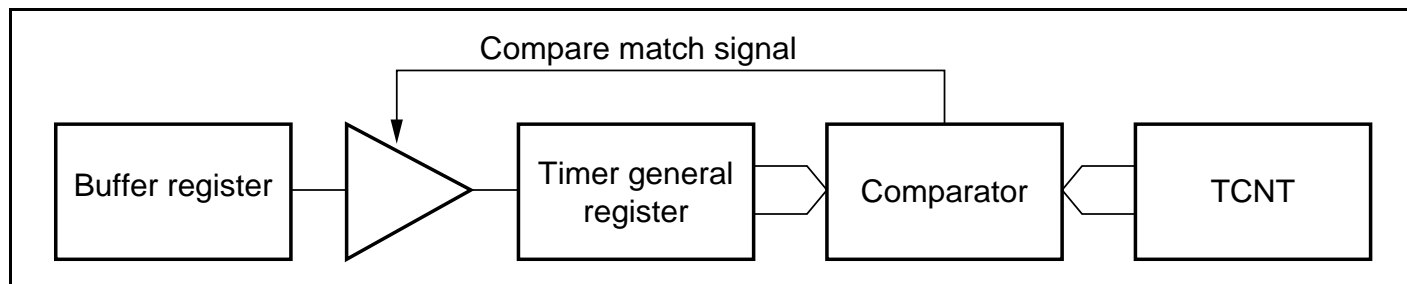 Compare match signal
Buffer register
Timer general
register
Comparator
TCNT